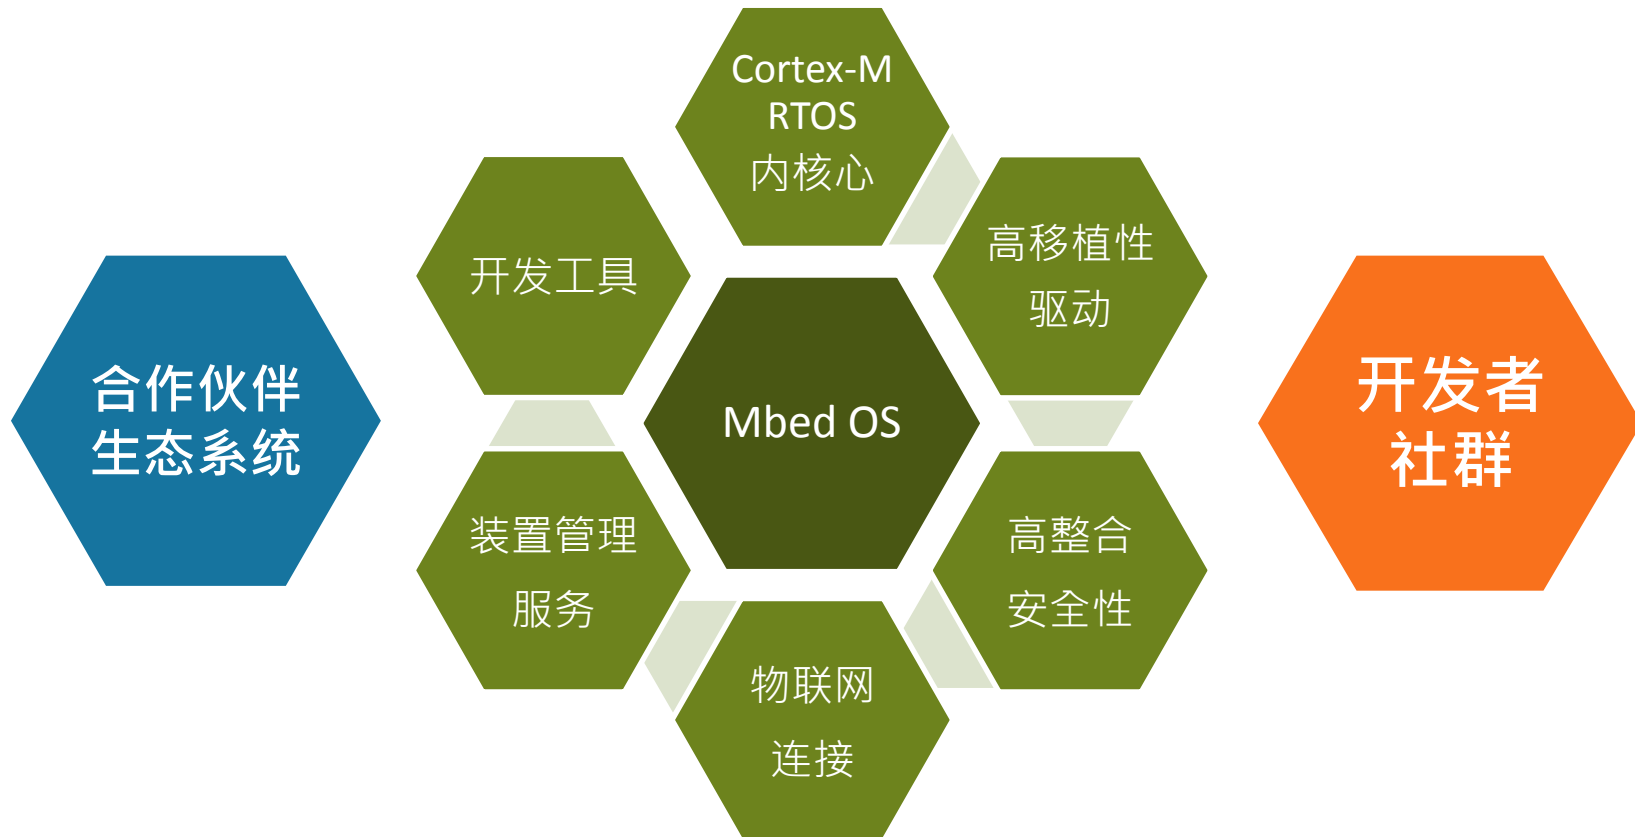 Cortex-M
RTOS
内核心
高移植性
驱动
高整合
安全性
物联网
连接
装置管理
服务
开发工具
Mbed OS
合作伙伴
生态系统
开发者
社群